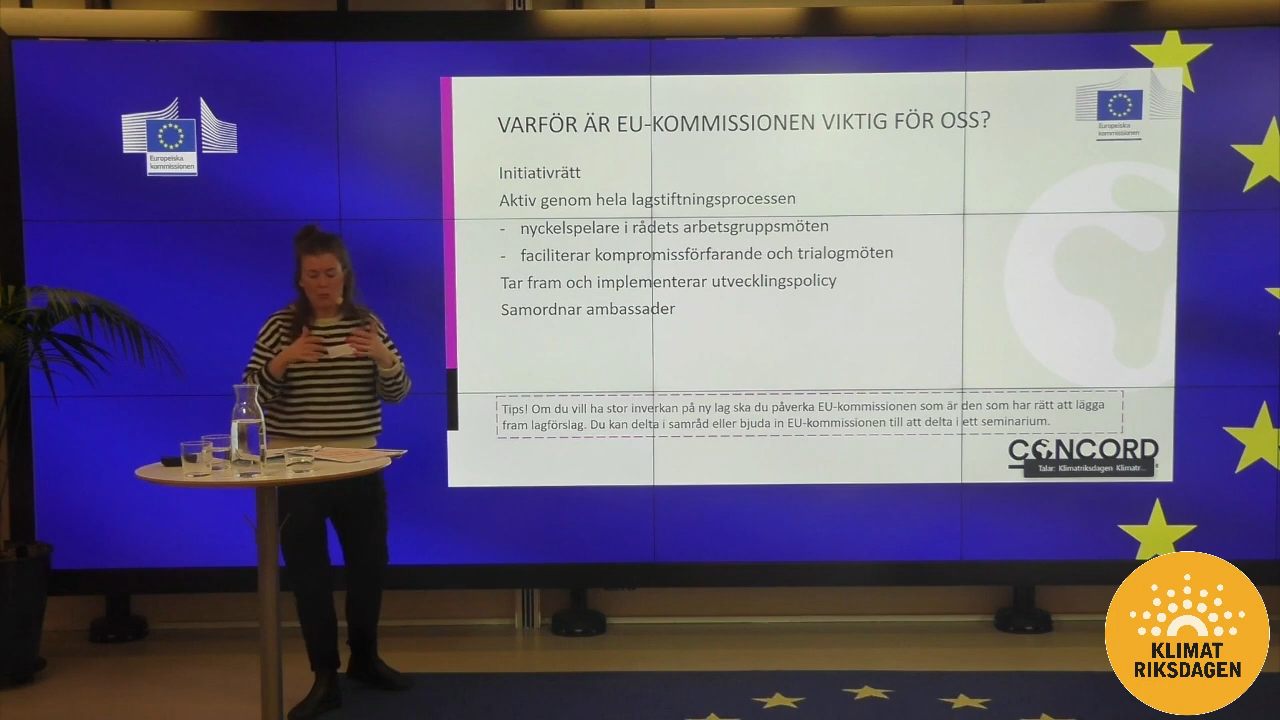 Europeiska
kommissionen
VARFÖR ÄR EU-KOMMISSIONEN VIKTIG FÖR OSS?
Europeiska
kommissionen
Initiativrätt
Aktiv genom hela lagstiftningsprocessen
- nyckelspelare i rådets arbetsgruppsmöten
- faciliterar kompromissförfarande och trialogmöten
Tar fram och implementerar utvecklingspolicy
Samordnar ambassader
Tips! Om du vill ha stor inverkan på ny lag ska du påverka EU-kommissionen som är den som har rätt att lägga
fram lagförslag. Du kan delta i samråd eller bjuda in EU-kommissionen till att delta i ett seminarium.
CONCORD
Talar: Klimatriksdagen Klimatr...
KLIMAT
RIKSDAGEN